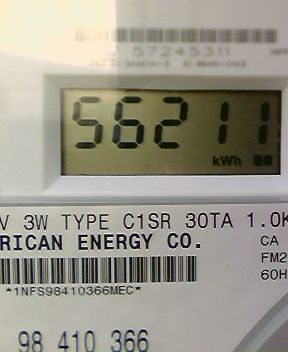 57245311
56211
kWh
V 3W TYPE C1SR 30TA 1.0K
RICAN ENERGY CO. CA
FM2
60H
*1NFS98410366MEC*
98 410 366